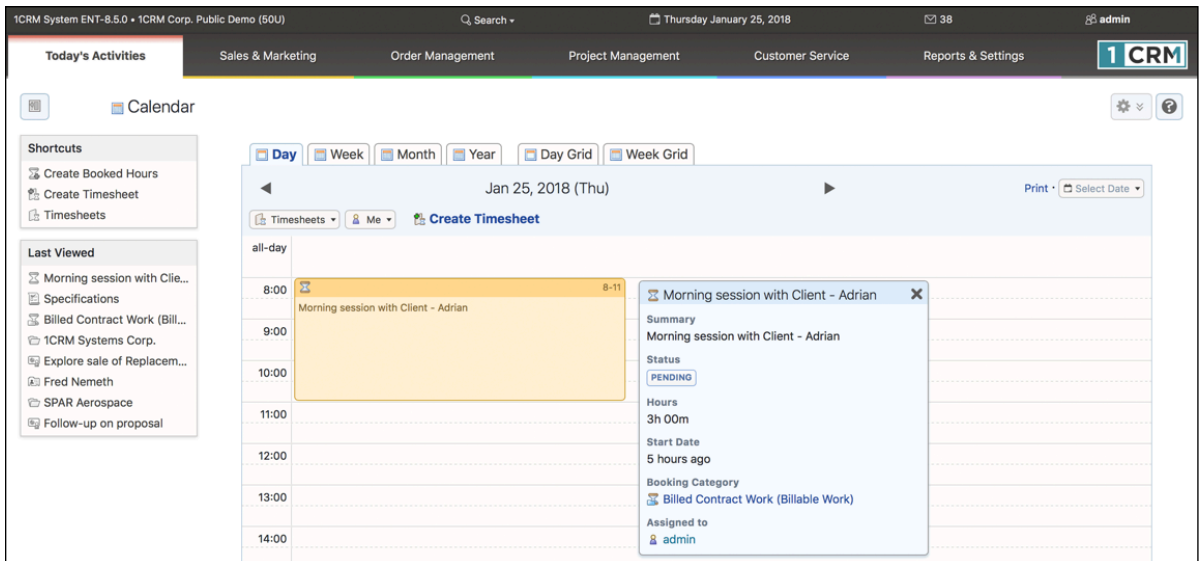 1CRM System ENT-8.5.0 • 1CRM Corp. Public Demo (50U)
Search
Thursday January 25, 2018
38
admin
Today's Activities
Sales & Marketing
Order Management
Project Management
Customer Service
Reports & Settings
1 CRM
Calendar
?
Shortcuts
Create Booked Hours
Create Timesheet
Timesheets
Last Viewed
Morning session with Clie...
Specifications
Billed Contract Work (Bill...
1CRM Systems Corp.
Explore sale of Replacem...
Fred Nemeth
SPAR Aerospace
Follow-up on proposal
Day
Week
Month
Year
Day Grid
Week Grid
Jan 25, 2018 (Thu)
Print • Select Date
Timesheets
Me
Create Timesheet
all-day
8:00
9:00
10:00
11:00
12:00
13:00
14:00
8-11
Morning session with Client - Adrian
Morning session with Client - Adrian
Summary
Morning session with Client - Adrian
Status
PENDING
Hours
3h 00m
Start Date
5 hours ago
Booking Category
Billed Contract Work (Billable Work)
Assigned to
admin